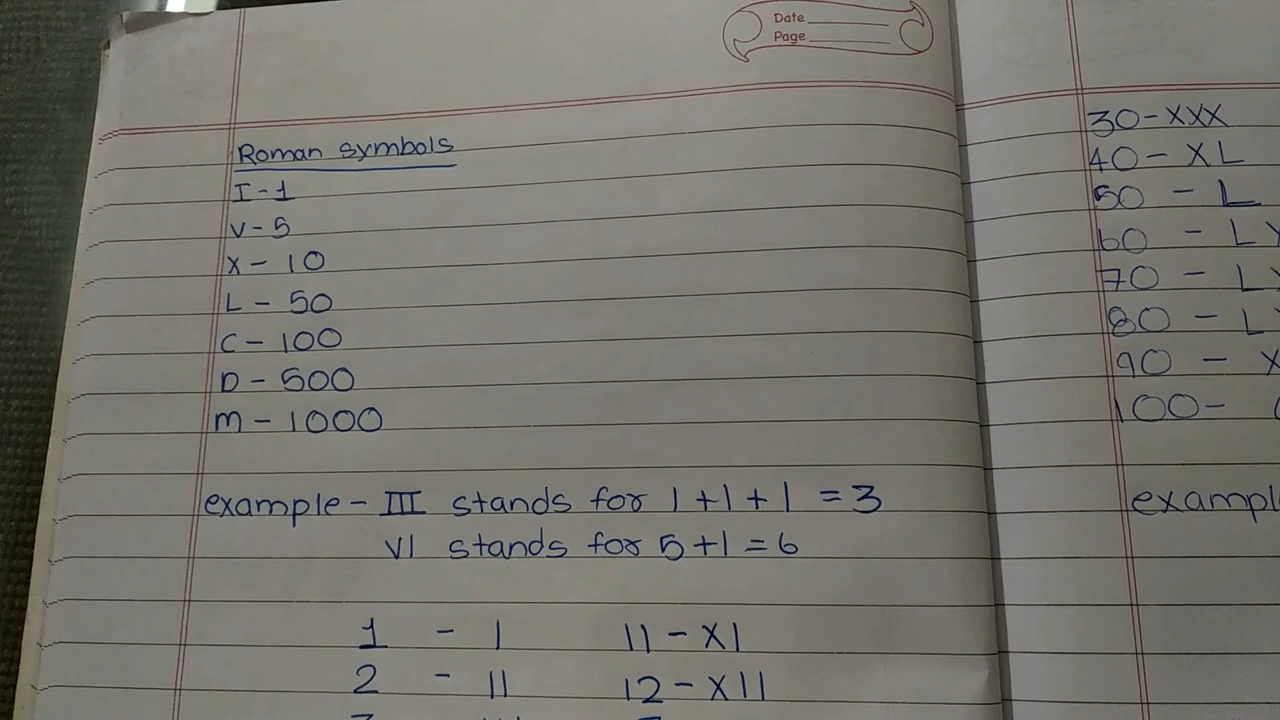 Date
Page
Roman symbols
I - 1
V - 5
X - 10
L - 50
C - 100
D - 500
m - 1000
example - III stands for 1 + 1 + 1 = 3
VI stands for 5 + 1 = 6
1 - I 11 - XI
2 - II 12 - XII
30 - XXX
40 - XL
50 - L
60 - L
70 - L
80 - L
90 - X
100 -